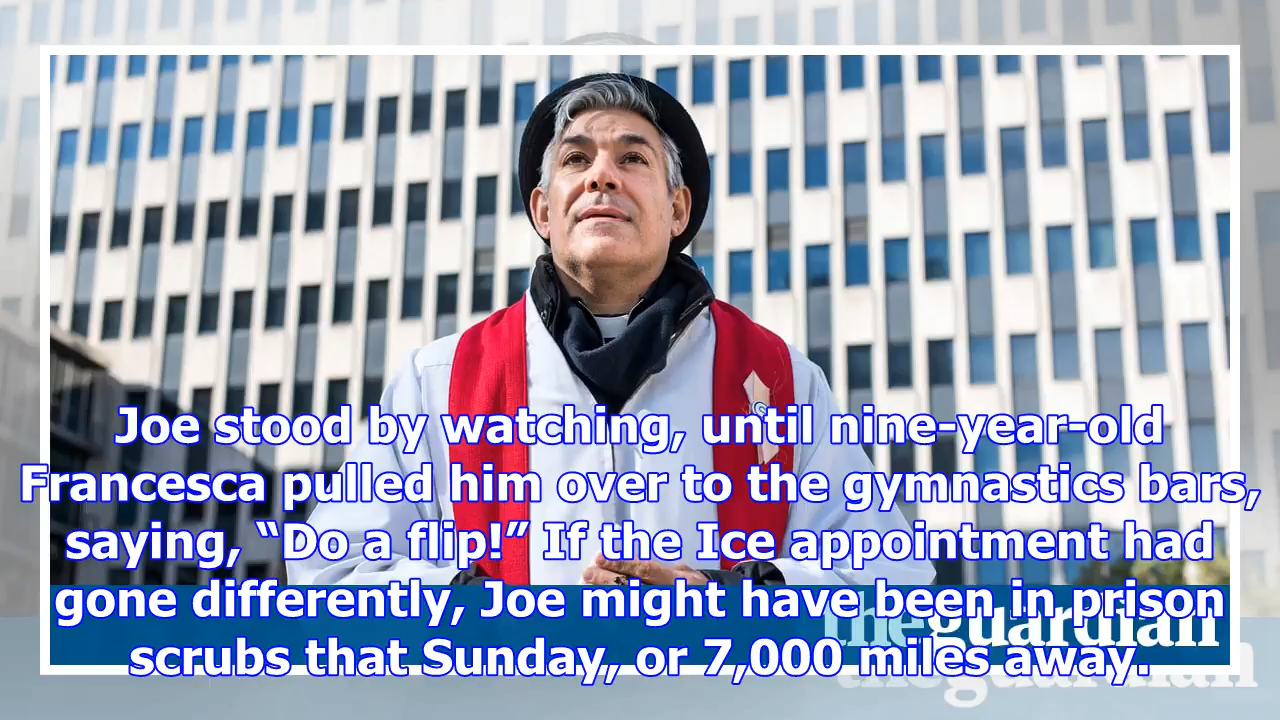 Joe stood by watching, until nine-year-old
Francesca pulled him over to the gymnastics bars,
saying, “Do a flip!” If the Ice appointment had
gone differently, Joe might have been in prison
scrubs that Sunday, or 7,000 miles away.
theguardian
theguardian